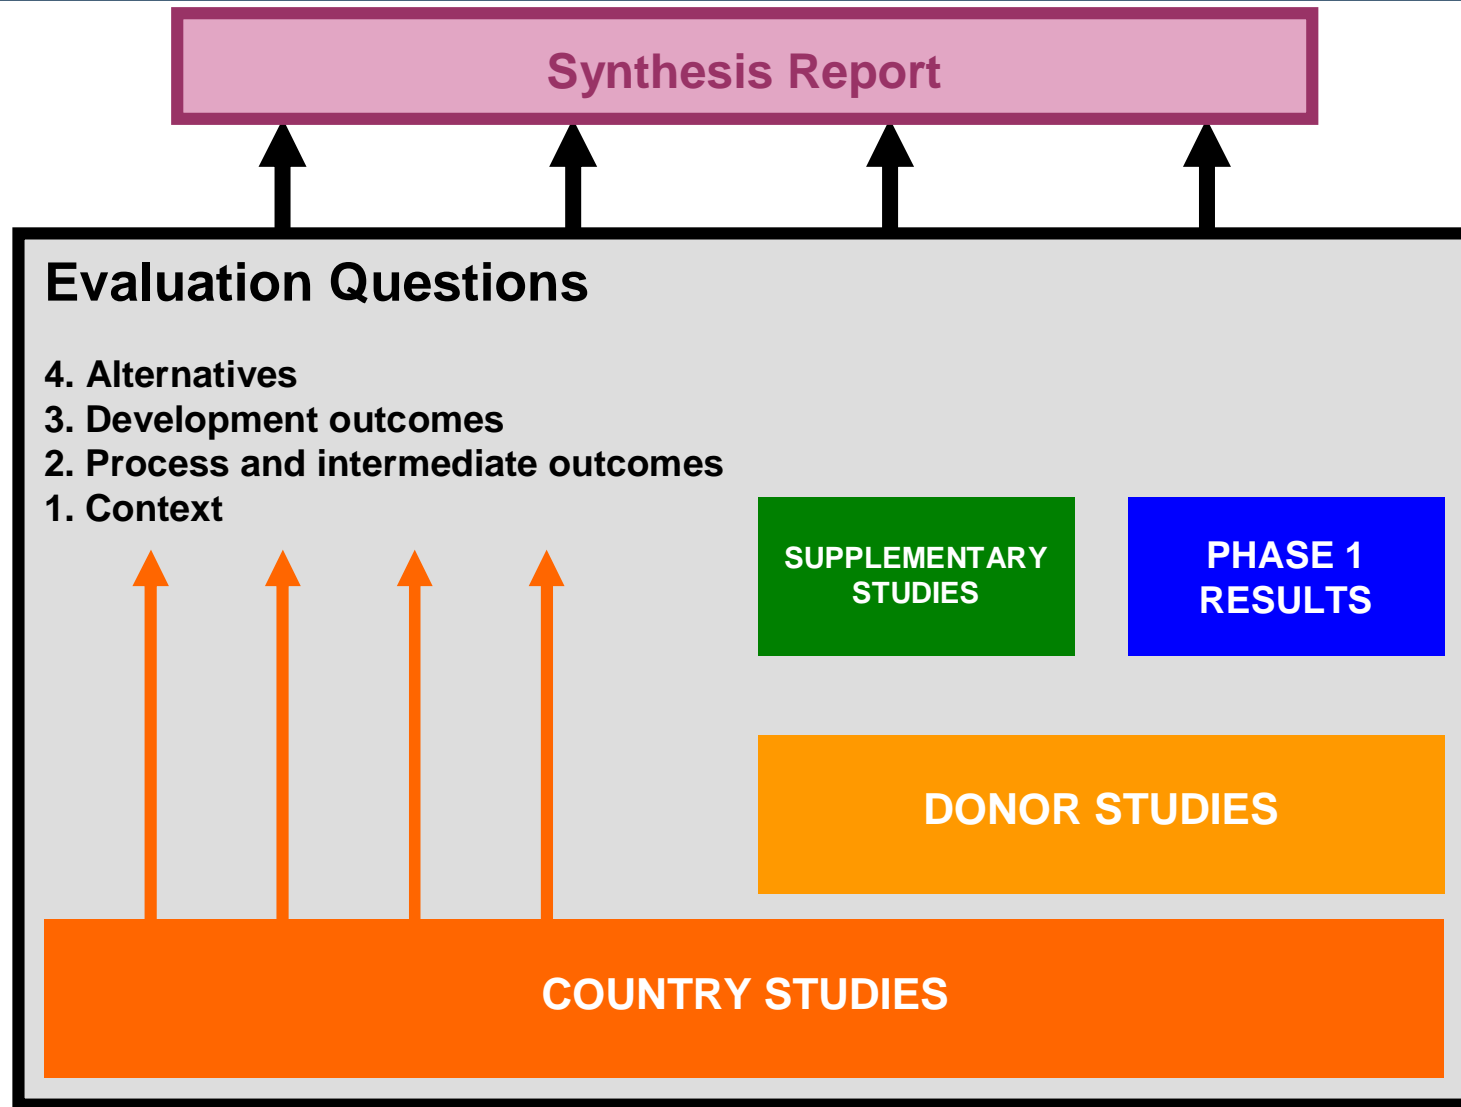 Synthesis Report
Evaluation Questions
4. Alternatives
3. Development outcomes
2. Process and intermediate outcomes
1. Context
SUPPLEMENTARY
STUDIES
PHASE 1
RESULTS
DONOR STUDIES
COUNTRY STUDIES